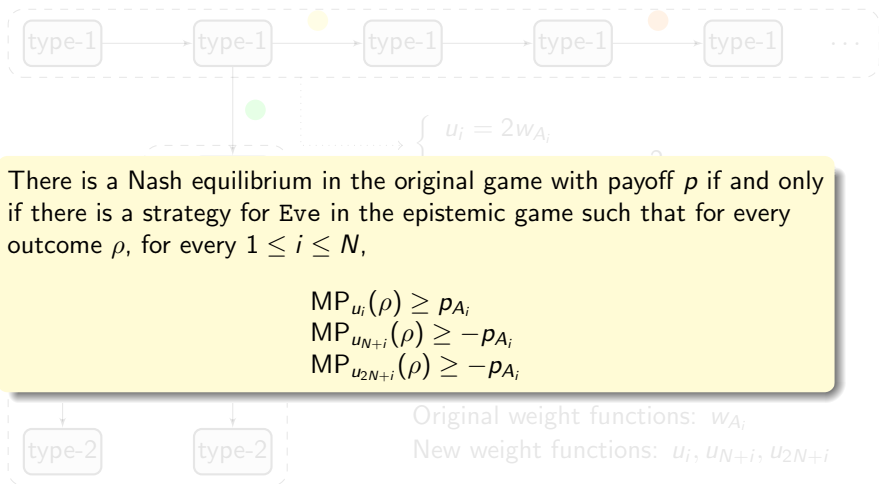 type-1 type-1 type-1 type-1 type-1 ...
u_i = 2w_{A_i}
There is a Nash equilibrium in the original game with payoff p if and only
if there is a strategy for Eve in the epistemic game such that for every
outcome ρ, for every 1 ≤ i ≤ N,
MP_{u_i}(ρ) ≥ p_{A_i}
MP_{u_{N+i}}(ρ) ≥ −p_{A_i}
MP_{u_{2N+i}}(ρ) ≥ −p_{A_i}
Original weight functions: w_{A_i}
type-2 type-2 New weight functions: u_i, u_{N+i}, u_{2N+i}